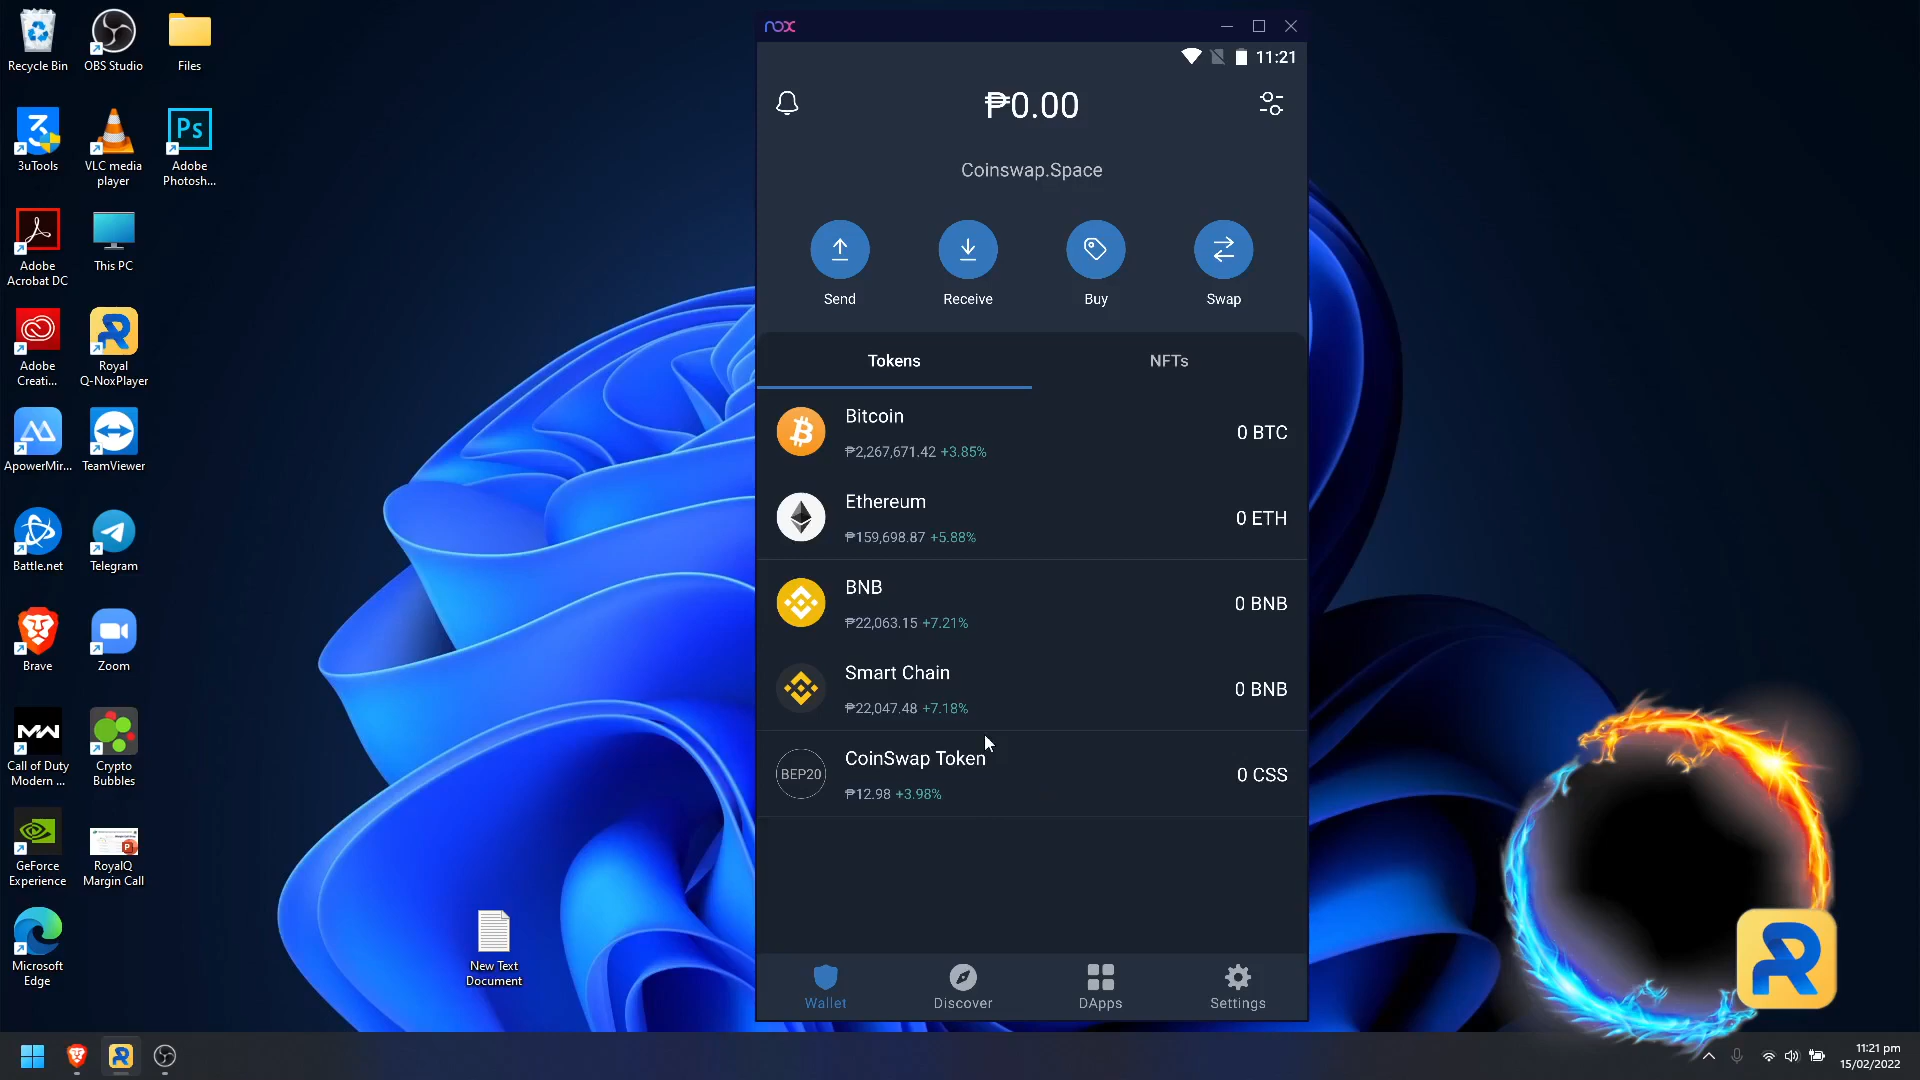 Recycle Bin
OBS Studio
Files
3uTools
VLC media
player
Ps
Adobe
Photosh...
Adobe
Acrobat DC
This PC
Adobe
Creati...
Royal
Q-NoxPlayer
ApowerMir...
TeamViewer
Battle.net
Telegram
Brave
Zoom
MW
Call of Duty
Modern ...
Crypto
Bubbles
GeForce
Experience
RoyalQ
Margin Call
Microsoft
Edge
New Text
Document
nox
11:21
₱0.00
Coinswap.Space
Send
Receive
Buy
Swap
Tokens
NFTs
Bitcoin
₱2,267,671.42 +3.85%
0 BTC
Ethereum
₱159,698.87 +5.88%
0 ETH
BNB
₱22,063.15 +7.21%
0 BNB
Smart Chain
₱22,047.48 +7.18%
0 BNB
BEP20
CoinSwap Token
₱12.98 +3.98%
0 CSS
Wallet
Discover
DApps
Settings
11:21 pm
15/02/2022